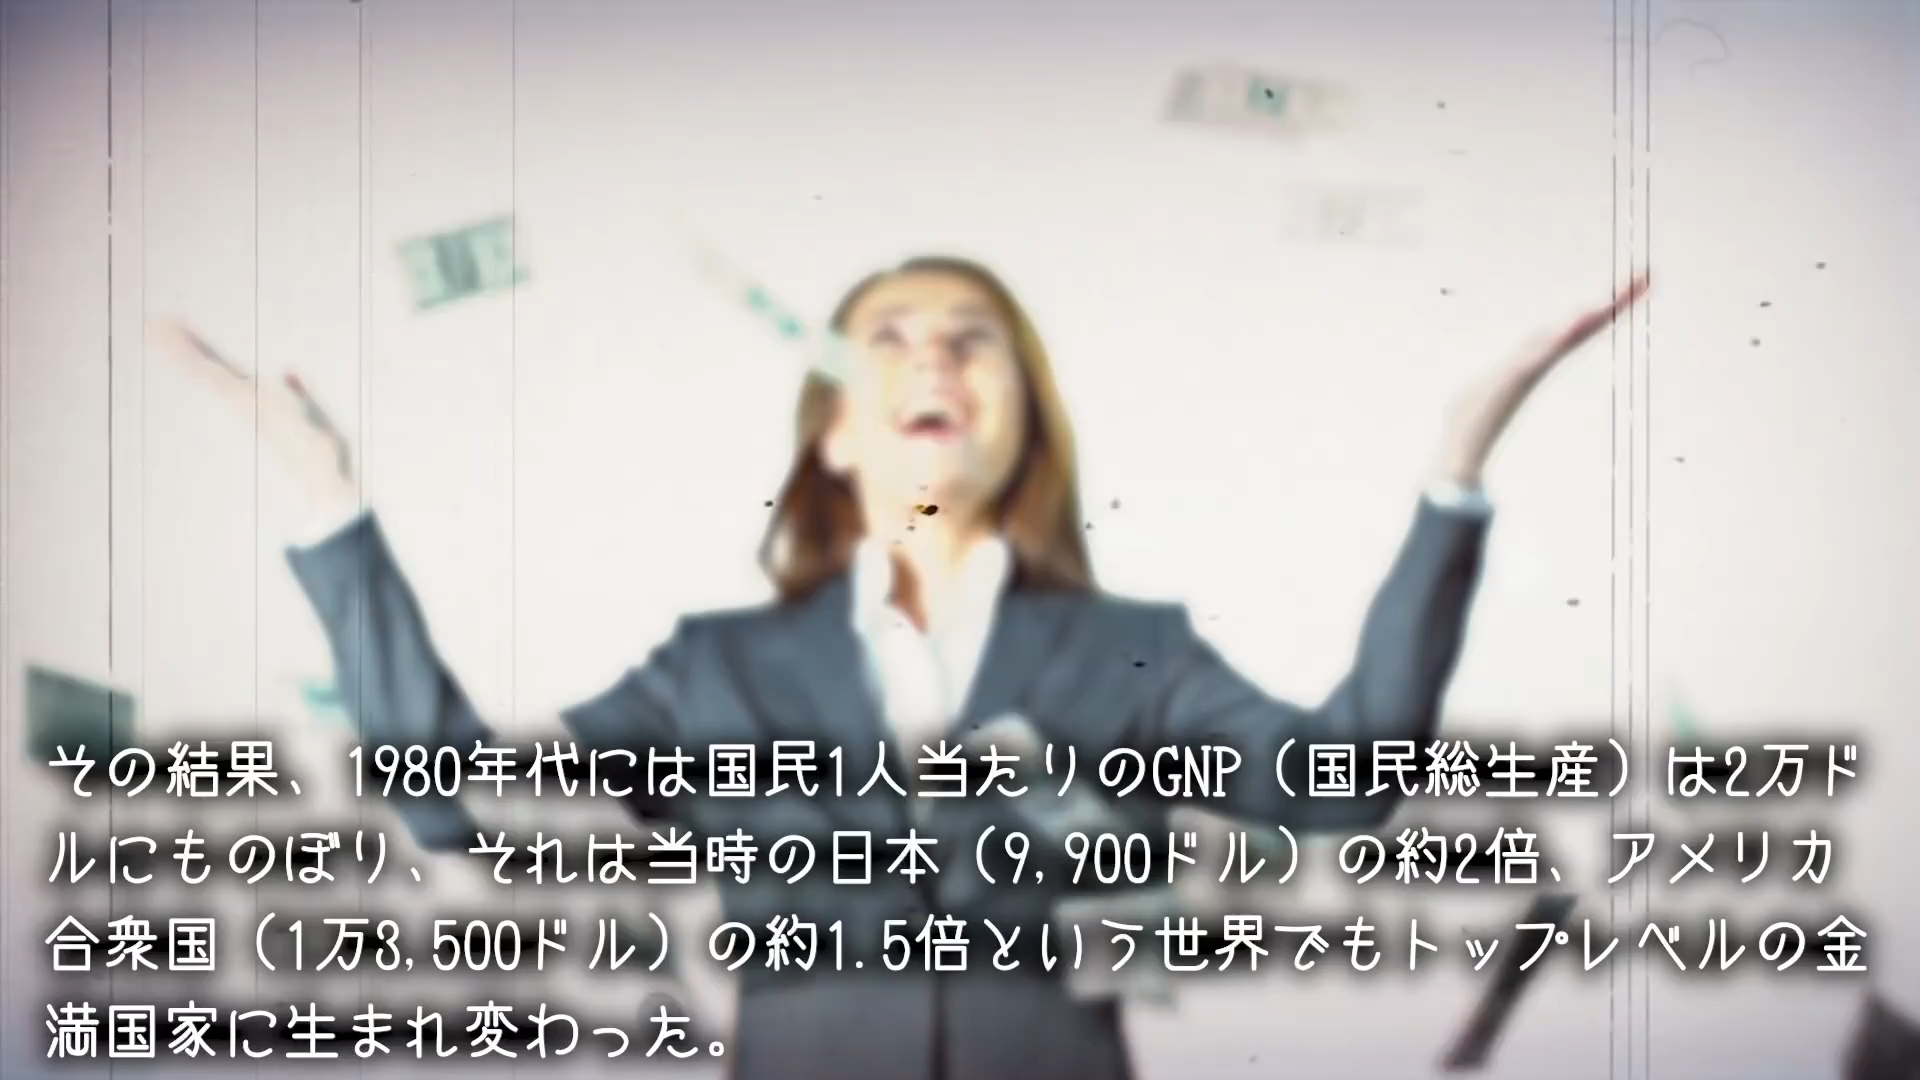 その結果、1980年代には国民1人当たりのGNP（国民総生産）は2万ド
ルにものぼり、それは当時の日本（9,900ドル）の約2倍、アメリカ
合衆国（1万3,500ドル）の約1.5倍という世界でもトップレベルの金
満国家に生まれ変わった。